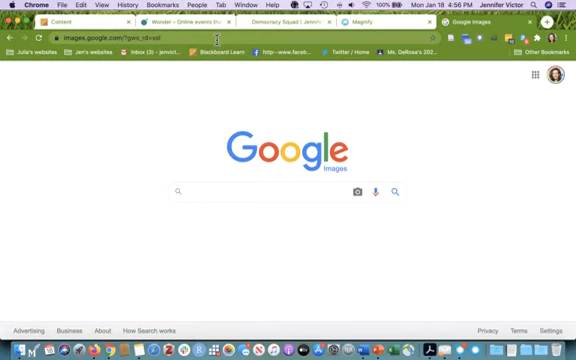 Chrome File Edit View History Bookmarks People Tab Window Help 100% Mon Jan 18 4:56 PM Jennifer Victor
Content Wonder – Online events tha Democracy Squad ( Jennife Magnify Google Images
images.google.com/?gws_rd=ssl
Julia's websites Jen's websites Inbox (3) - jenvict... Blackboard Learn http--www.faceb... Twitter / Home Ms. DeRosa's 202... Other Bookmarks
Google
Images
Advertising Business About How Search works Privacy Terms Settings